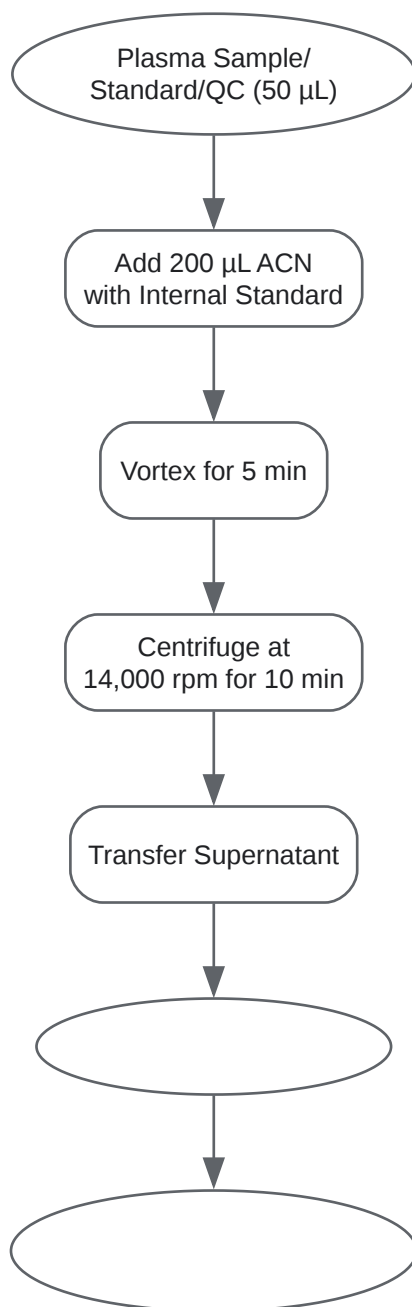 Plasma Sample/
Standard/QC (50 µL)
Add 200 µL ACN
with Internal Standard
Vortex for 5 min
Centrifuge at
14,000 rpm for 10 min
Transfer Supernatant